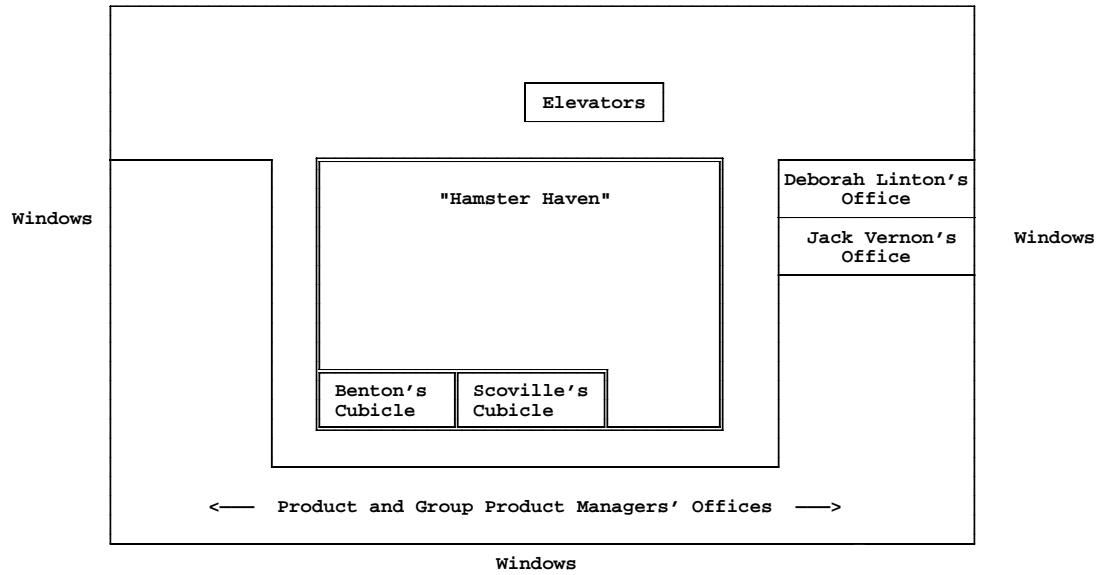 Elevators
"Hamster Haven"
Deborah Linton's
Office
Windows
Jack Vernon's
Office
Windows
Benton's
Cubicle
Scoville's
Cubicle
<—— Product and Group Product Managers' Offices ——>
Windows